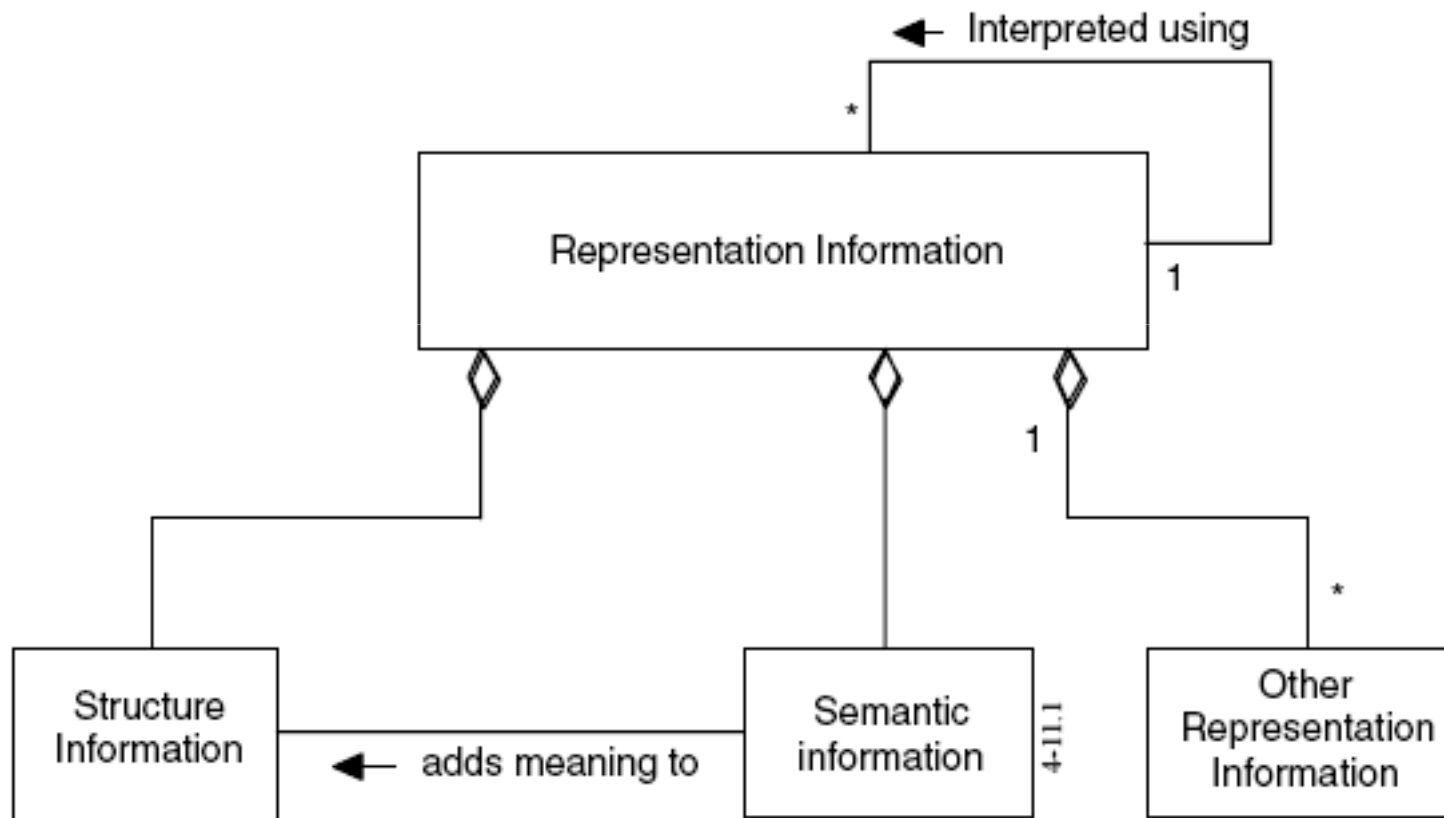 Interpreted using
*
Representation Information
1
1
*
Structure
Information
adds meaning to
Semantic
information
4-11.1
Other
Representation
Information